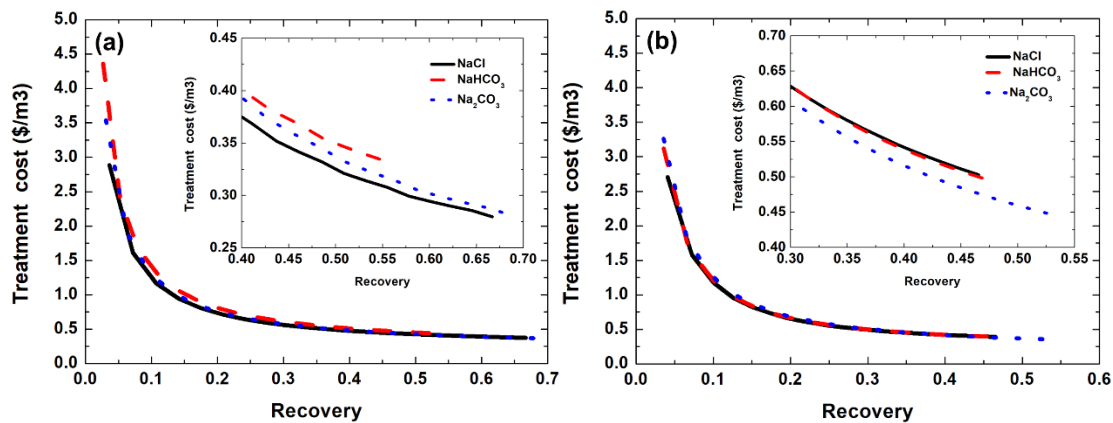 (a)
Treatment cost ($/m3)
5.0
4.5
4.0
3.5
3.0
2.5
2.0
1.5
1.0
0.5
0.0
0.0 0.1 0.2 0.3 0.4 0.5 0.6 0.7
Recovery
Treatment cost ($/m3)
0.45
0.40
0.35
0.30
0.25
0.40 0.45 0.50 0.55 0.60 0.65 0.70
Recovery
NaCl
NaHCO3
Na2CO3
(b)
Treatment cost ($/m3)
5.0
4.5
4.0
3.5
3.0
2.5
2.0
1.5
1.0
0.5
0.0
0.0 0.1 0.2 0.3 0.4 0.5 0.6
Recovery
Treatment cost ($/m3)
0.70
0.65
0.60
0.55
0.50
0.45
0.40
0.30 0.35 0.40 0.45 0.50 0.55
Recovery
NaCl
NaHCO3
Na2CO3